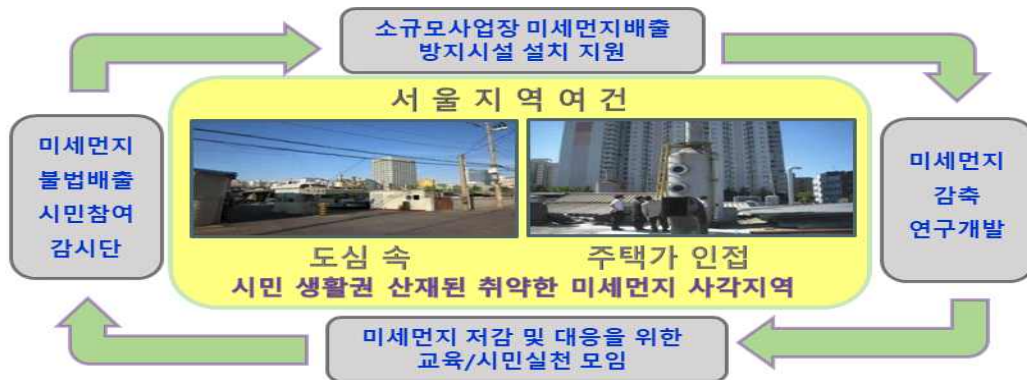 소규모사업장 미세먼지배출
방지시설 설치 지원
서 울 지 역 여 건
미세먼지
불법배출
시민참여
감시단
미세먼지
감축
연구개발
도심 속
주택가 인접
시민 생활권 산재된 취약한 미세먼지 사각지역
미세먼지 저감 및 대응을 위한
교육/시민실천 모임